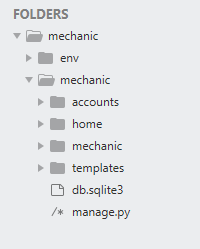 FOLDERS
mechanic
env
mechanic
accounts
home
mechanic
templates
db.sqlite3
/* manage.py